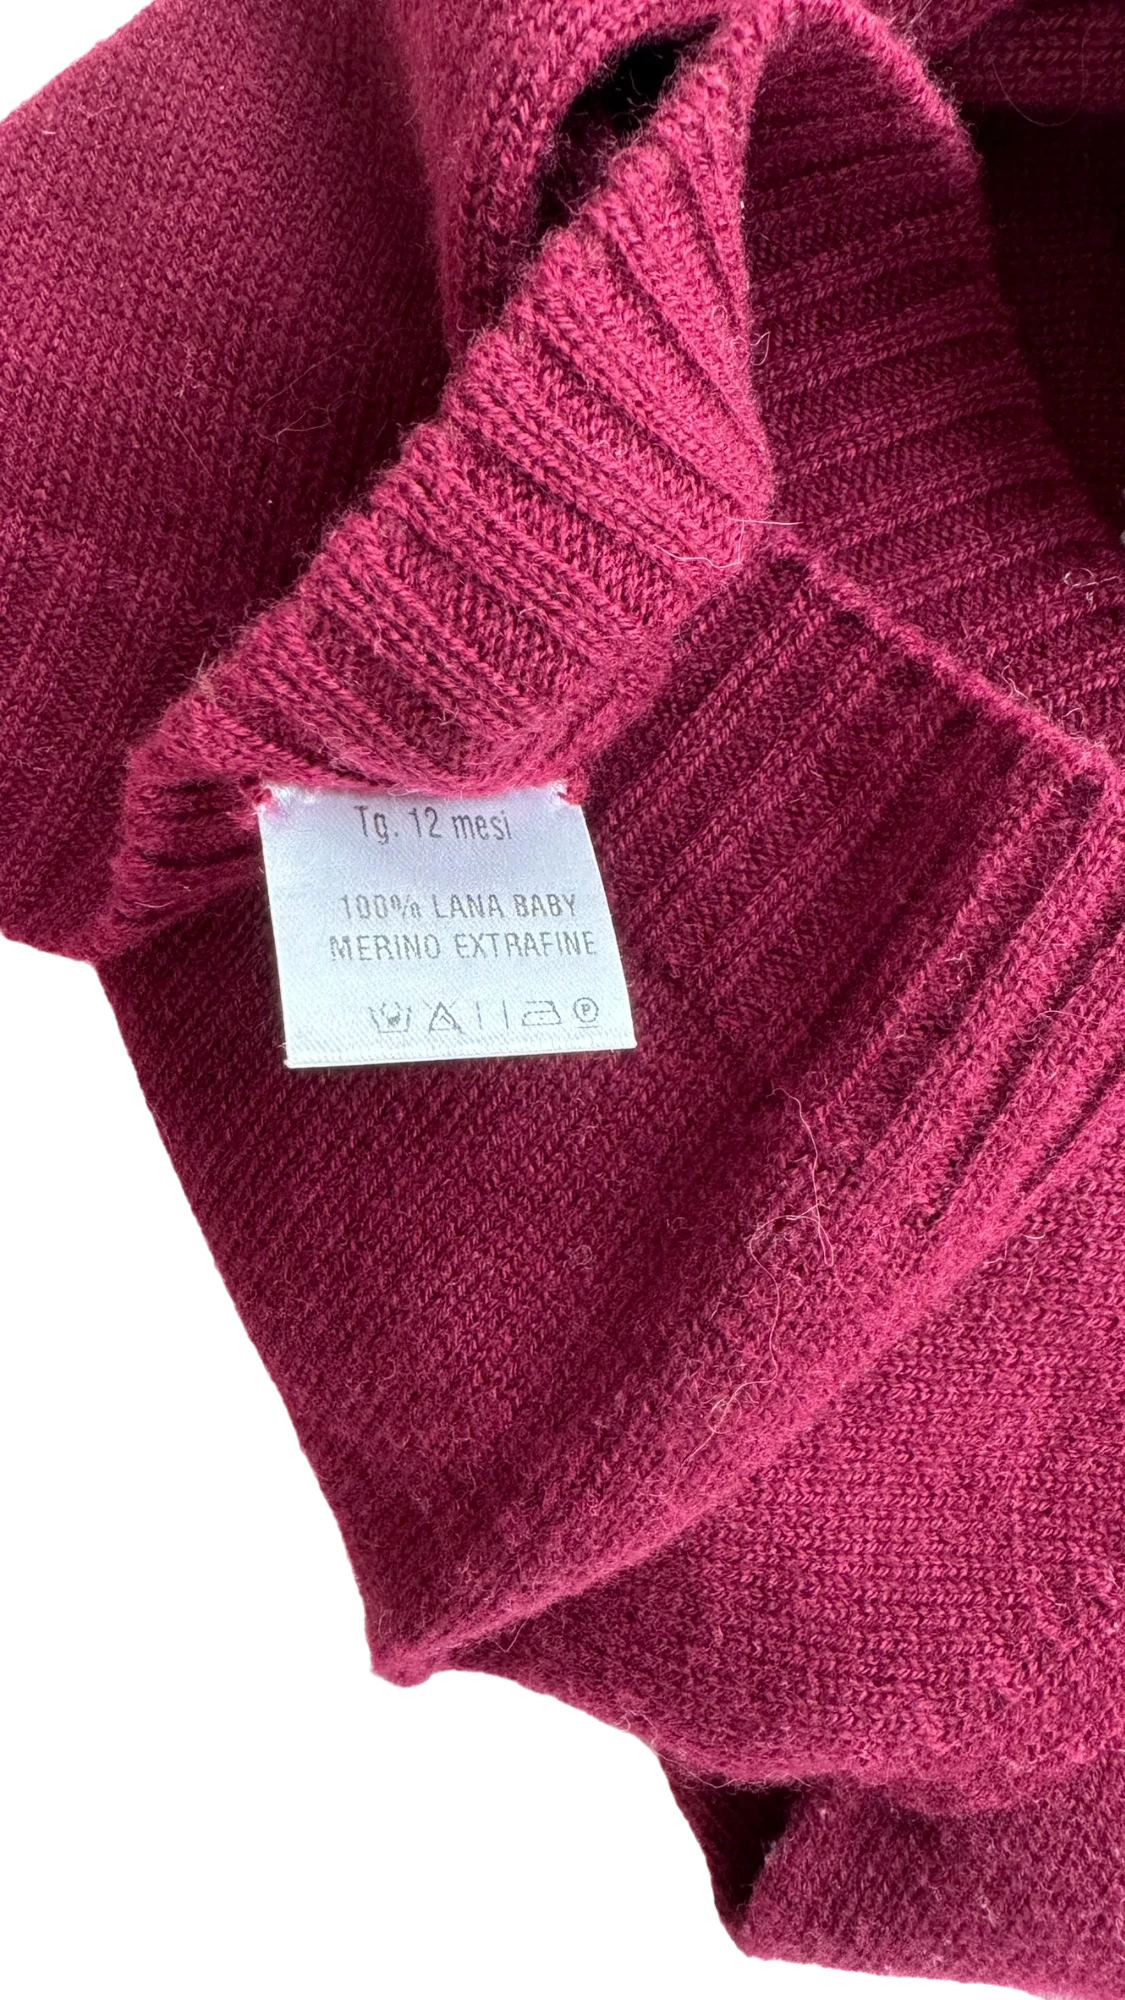 Tg. 12 mesi
100% LANA BABY
MERINO EXTRAFINE
P